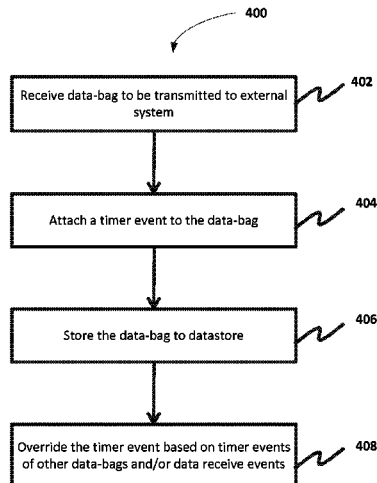 400
Receive data-bag to be transmitted to external
system
402
Attach a timer event to the data-bag
404
Store the data-bag to datastore
406
Override the timer event based on timer events
of other data-bags and/or data receive events
408